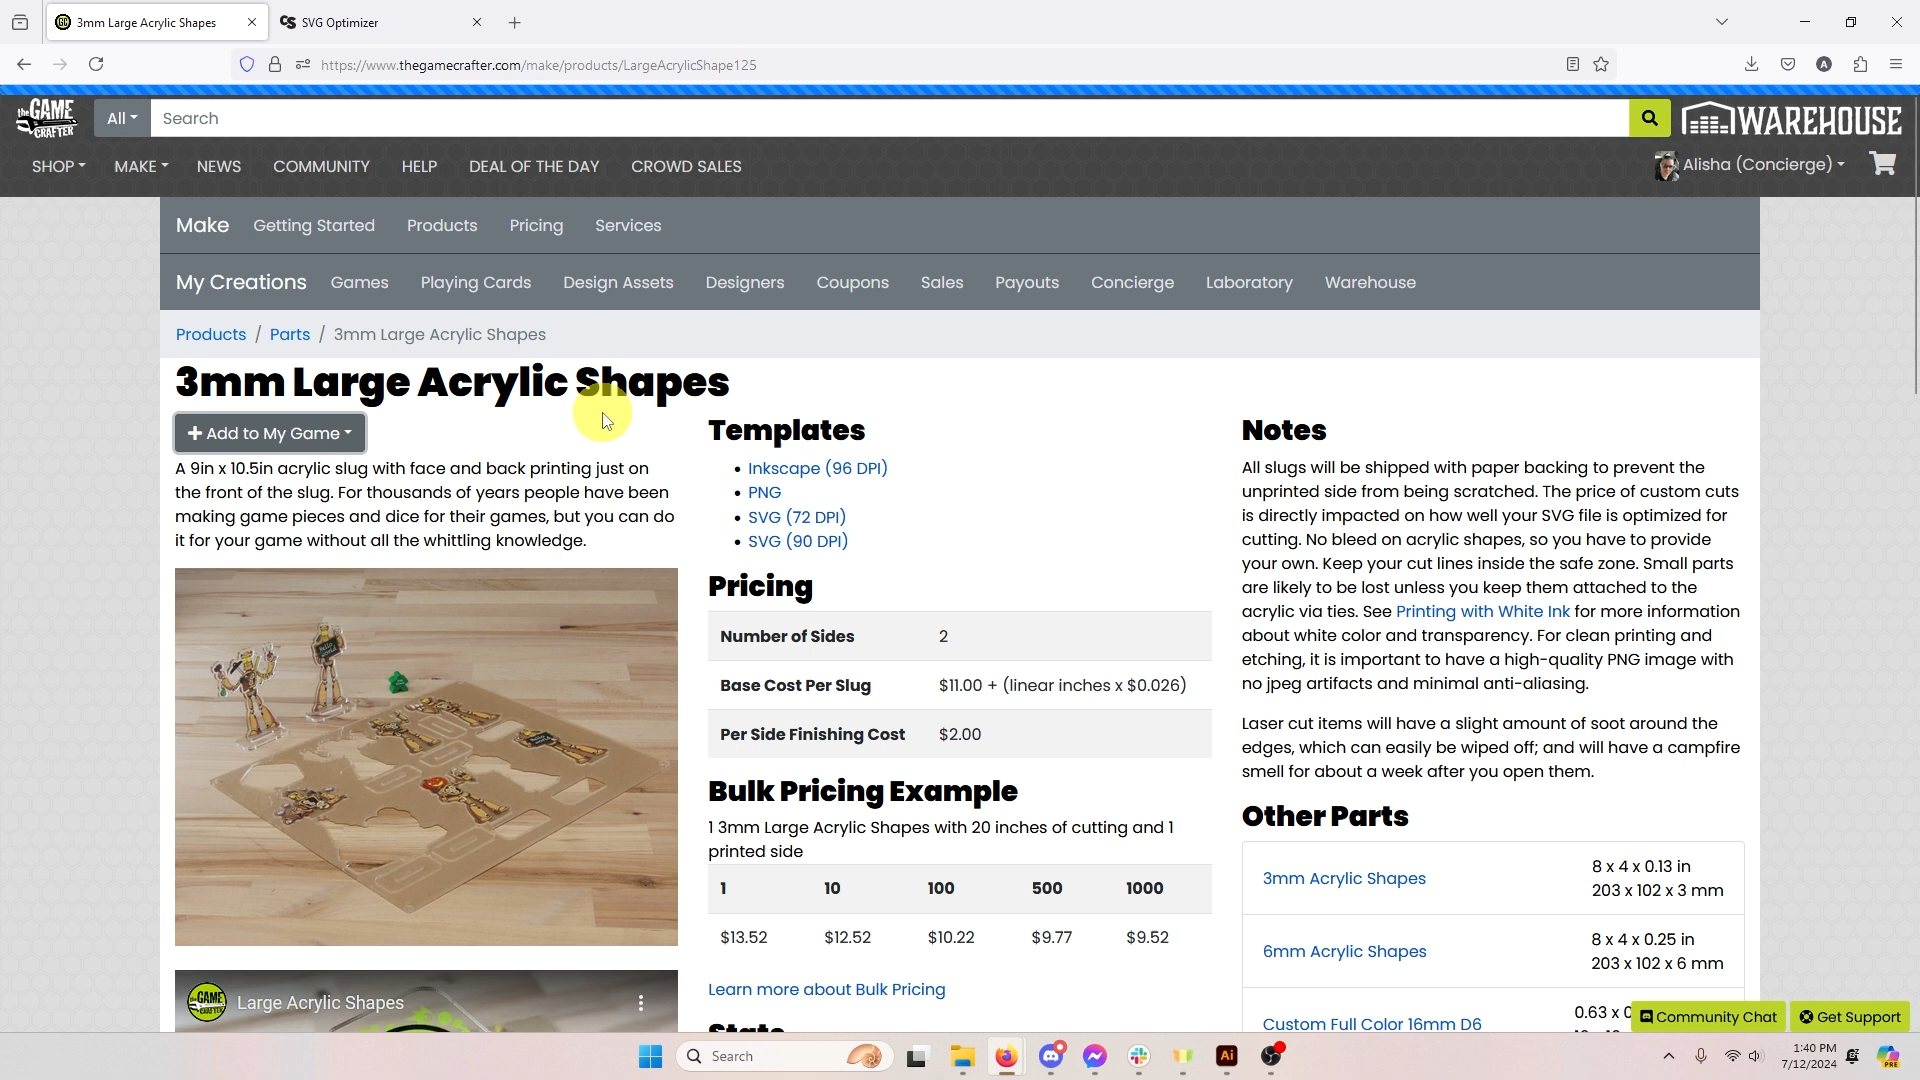 3mm Large Acrylic Shapes
SVG Optimizer
https://www.thegamecrafter.com/make/products/LargeAcrylicShape125
the GAME CRAFTER
All
Search
WAREHOUSE
SHOP
MAKE
NEWS
COMMUNITY
HELP
DEAL OF THE DAY
CROWD SALES
Alisha (Concierge)
Make
Getting Started
Products
Pricing
Services
My Creations
Games
Playing Cards
Design Assets
Designers
Coupons
Sales
Payouts
Concierge
Laboratory
Warehouse
Products / Parts / 3mm Large Acrylic Shapes
3mm Large Acrylic Shapes
+ Add to My Game
A 9in x 10.5in acrylic slug with face and back printing just on
the front of the slug. For thousands of years people have been
making game pieces and dice for their games, but you can do
it for your game without all the whittling knowledge.
the GAME CRAFTER
Large Acrylic Shapes
Templates
• Inkscape (96 DPI)
• PNG
• SVG (72 DPI)
• SVG (90 DPI)
Pricing
Number of Sides 2
Base Cost Per Slug $11.00 + (linear inches x $0.026)
Per Side Finishing Cost $2.00
Bulk Pricing Example
1 3mm Large Acrylic Shapes with 20 inches of cutting and 1
printed side
1 10 100 500 1000
$13.52 $12.52 $10.22 $9.77 $9.52
Learn more about Bulk Pricing
Notes
All slugs will be shipped with paper backing to prevent the
unprinted side from being scratched. The price of custom cuts
is directly impacted on how well your SVG file is optimized for
cutting. No bleed on acrylic shapes, so you have to provide
your own. Keep your cut lines inside the safe zone. Small parts
are likely to be lost unless you keep them attached to the
acrylic via ties. See Printing with White Ink for more information
about white color and transparency. For clean printing and
etching, it is important to have a high-quality PNG image with
no jpeg artifacts and minimal anti-aliasing.
Laser cut items will have a slight amount of soot around the
edges, which can easily be wiped off; and will have a campfire
smell for about a week after you open them.
Other Parts
3mm Acrylic Shapes
8 x 4 x 0.13 in
203 x 102 x 3 mm
6mm Acrylic Shapes
8 x 4 x 0.25 in
203 x 102 x 6 mm
Custom Full Color 16mm D6
0.63 x
Community Chat
Get Support
Search
Ai
1:40 PM
7/12/2024
PRE